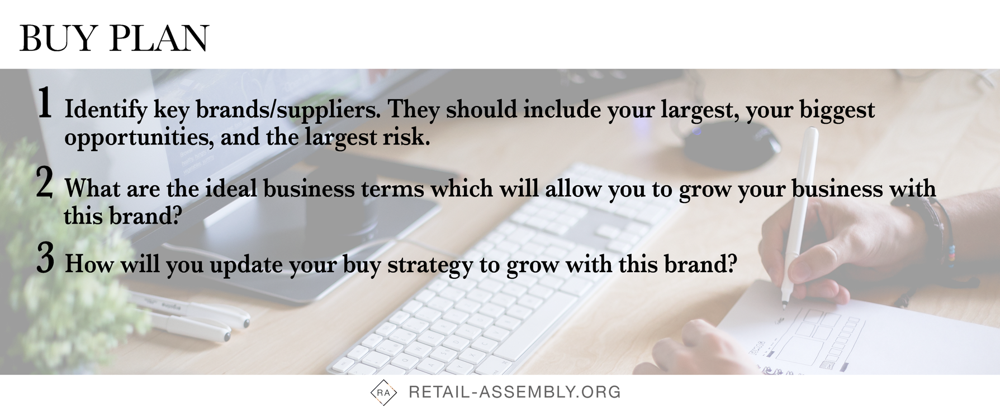 BUY PLAN
1 Identify key brands/suppliers. They should include your largest, your biggest
opportunities, and the largest risk.
2 What are the ideal business terms which will allow you to grow your business with
this brand?
3 How will you update your buy strategy to grow with this brand?
RA RETAIL-ASSEMBLY.ORG